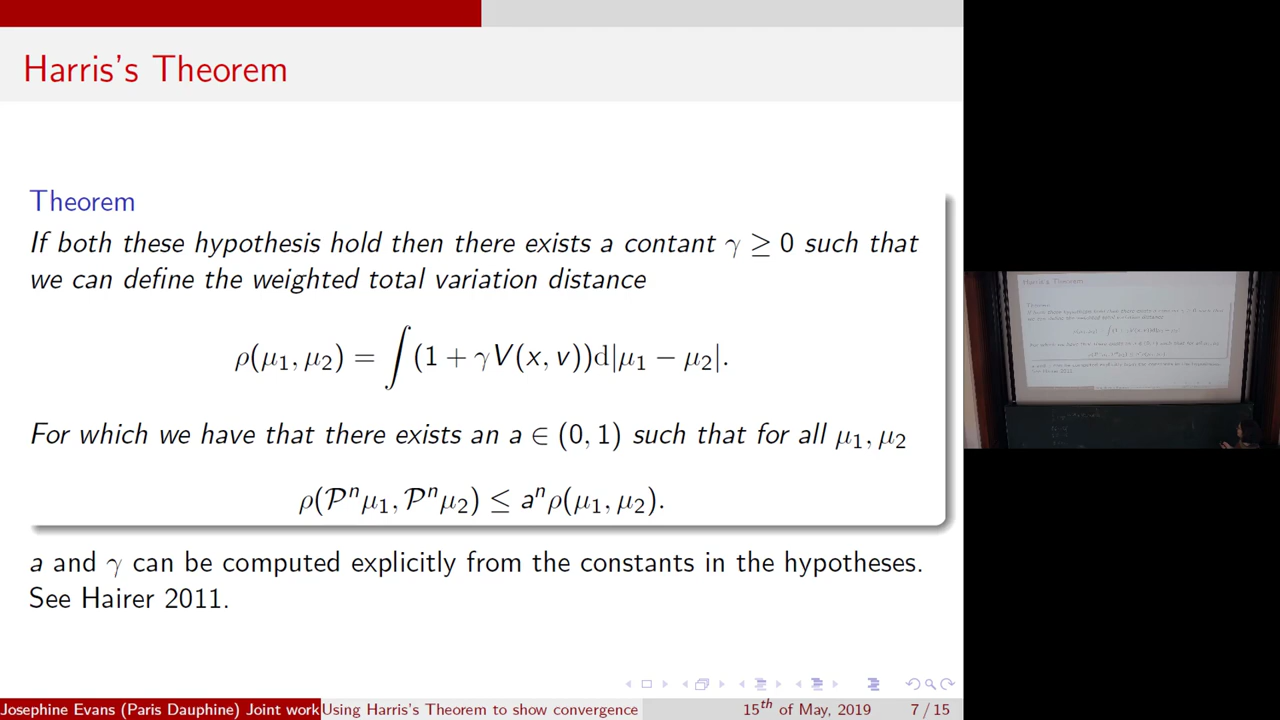 Harris's Theorem
Theorem
If both these hypothesis hold then there exists a contant γ ≥ 0 such that
we can define the weighted total variation distance
ρ(μ₁, μ₂) = ∫(1 + γV(x, v))d|μ₁ − μ₂|.
For which we have that there exists an a ∈ (0, 1) such that for all μ₁, μ₂
ρ(𝒫ⁿμ₁, 𝒫ⁿμ₂) ≤ aⁿρ(μ₁, μ₂).
a and γ can be computed explicitly from the constants in the hypotheses.
See Hairer 2011.
Josephine Evans (Paris Dauphine) Joint work Using Harris's Theorem to show convergence 15th of May, 2019 7 / 15
Harris's Theorem